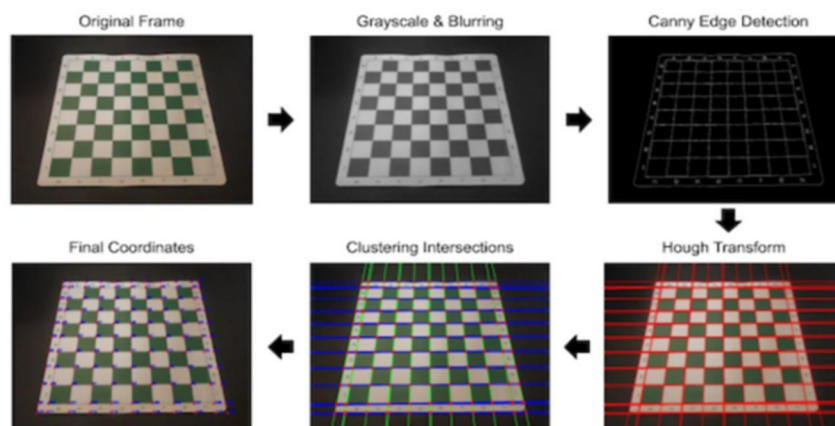 Original Frame
Grayscale & Blurring
Canny Edge Detection
Final Coordinates
Clustering Intersections
Hough Transform